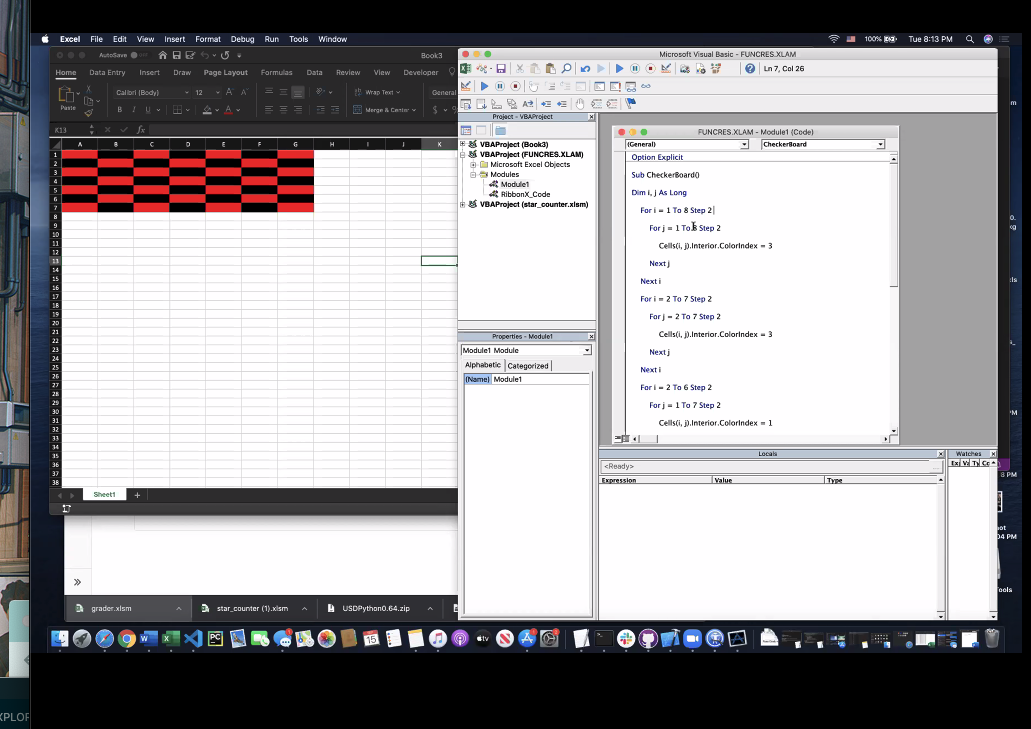 Excel File Edit View Insert Format Data Run Tools Window 100% Tue 8:13 PM
AutoSave Book3
Home Data Entry Insert Draw Page Layout Formulas Data Review View Developer
Paste Calibri (Body) 12 Wrap Text General
B I U Merge & Center $ %
K13 fx
A B C D E F G H I J K
1
2
3
4
5
6
7
8
9
10
11
12
13
14
15
16
17
18
19
20
21
22
23
24
25
26
27
28
29
30
31
32
33
34
35
36
37
38
Sheet1 +
Microsoft Visual Basic - FUNCRES.XLAM
Ln 7, Col 26
Project - VBAProject
VBAProject (Book3)
VBAProject (FUNCRES.XLAM)
Microsoft Excel Objects
Modules
Module1
RibbonX_Code
VBAProject (star_counter.xlsm)
Properties - Module1
Module1 Module
Alphabetic Categorized
(Name) Module1
FUNCRES.XLAM - Module1 (Code)
(General) CheckerBoard
Option Explicit
Sub CheckerBoard()
Dim i, j As Long
For i = 1 To 8 Step 2
For j = 1 To 8 Step 2
Cells(i, j).Interior.ColorIndex = 3
Next j
Next i
For i = 2 To 7 Step 2
For j = 2 To 7 Step 2
Cells(i, j).Interior.ColorIndex = 3
Next j
Next i
For i = 2 To 6 Step 2
For j = 1 To 7 Step 2
Cells(i, j).Interior.ColorIndex = 1
Locals
<Ready>
Expression Value Type
Watches
Ex Va Ty Cc
8 PM
04 PM
Tools
grader.xlsm star_counter (1).xlsm USDPython0.64.zip
15
XPLOR